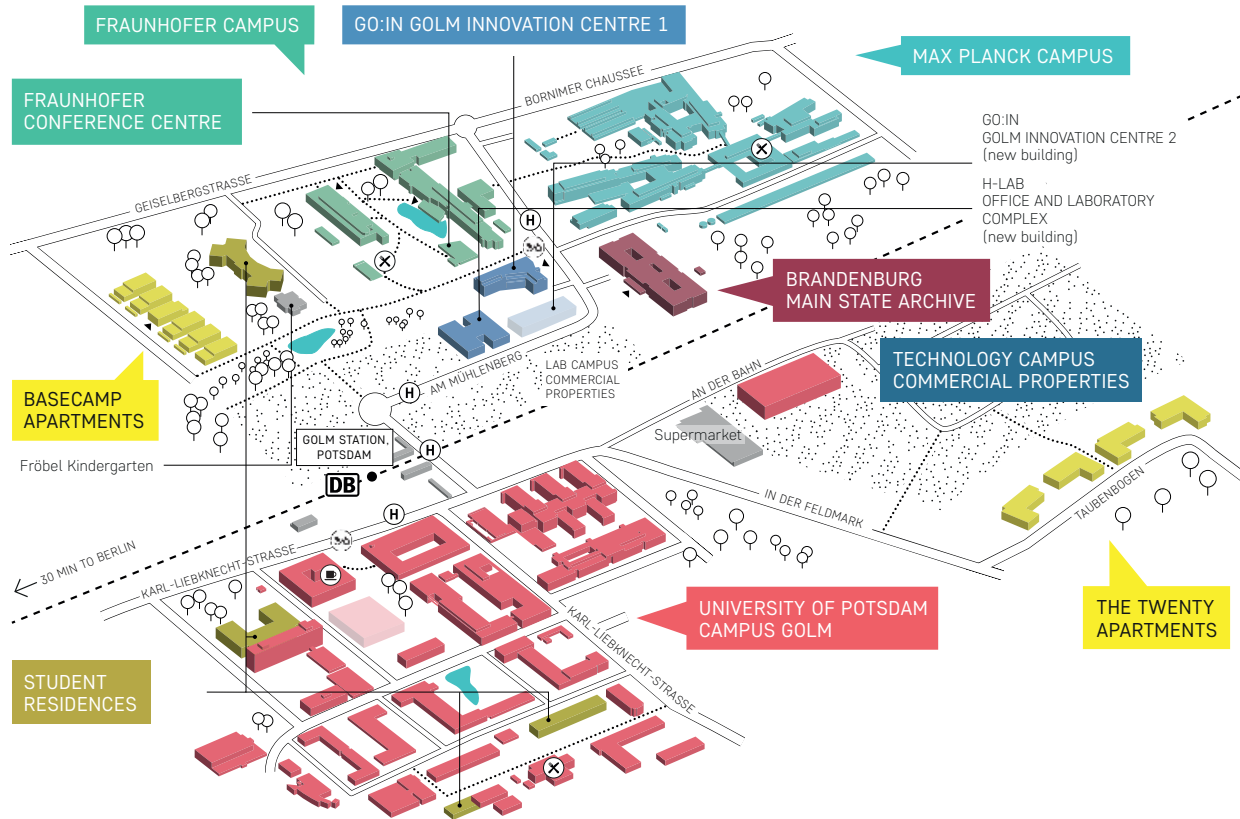 FRAUNHOFER CAMPUS
GO:IN GOLM INNOVATION CENTRE 1
MAX PLANCK CAMPUS
FRAUNHOFER
CONFERENCE CENTRE
BORNIMER CHAUSSEE
GO:IN
GOLM INNOVATION CENTRE 2
(new building)
H-LAB
OFFICE AND LABORATORY
COMPLEX
(new building)
GEISELBERGSTRASSE
H
BRANDENBURG
MAIN STATE ARCHIVE
TECHNOLOGY CAMPUS
COMMERCIAL PROPERTIES
LAB CAMPUS
COMMERCIAL
PROPERTIES
AM MÜHLENBERG
AN DER BAHN
BASECAMP
APARTMENTS
H
Supermarket
GOLM STATION,
POTSDAM
H
Fröbel Kindergarten
DB
IN DER FELDMARK
TAUBENBOGEN
H
30 MIN TO BERLIN
KARL-LIEBKNECHT-STRASSE
UNIVERSITY OF POTSDAM
CAMPUS GOLM
KARL-LIEBKNECHT-STRASSE
THE TWENTY
APARTMENTS
STUDENT
RESIDENCES